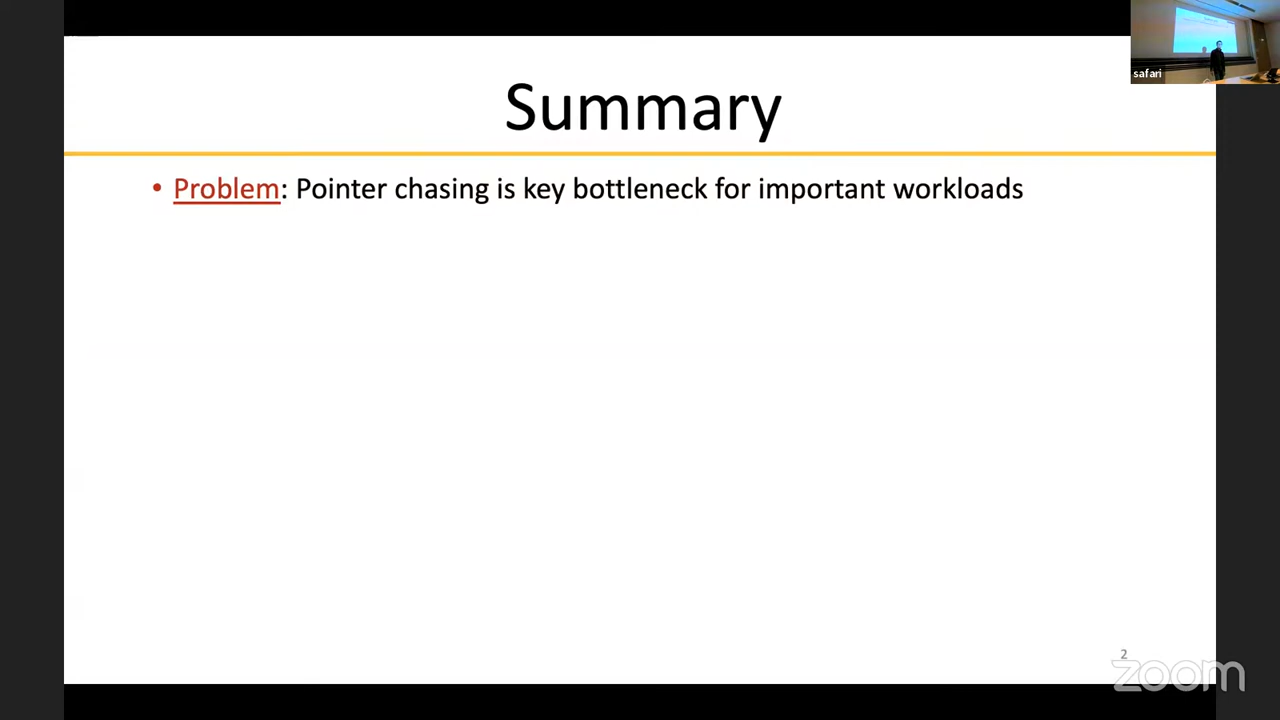 safari
Summary
• Problem: Pointer chasing is key bottleneck for important workloads
2
zoom